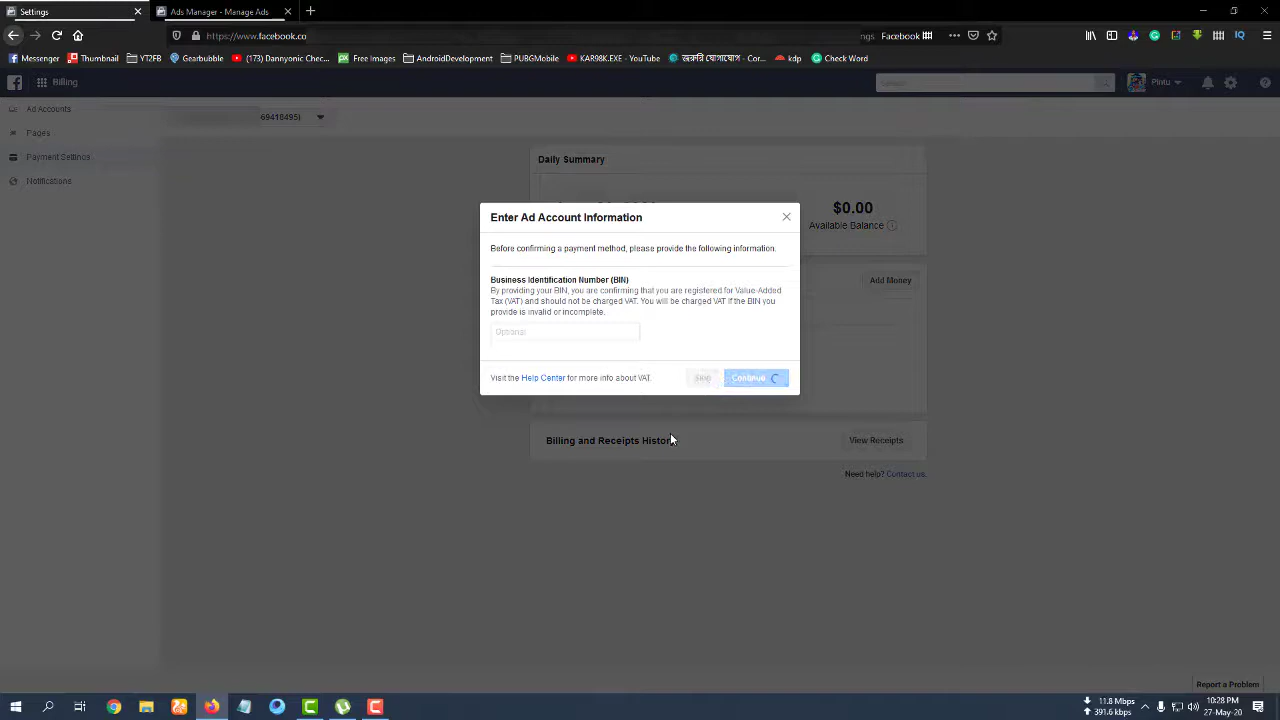 Settings
Ads Manager - Manage Ads
https://www.facebook.co
ngs Facebook
Messenger
Thumbnail
YT2FB
Gearbubble
(173) Dannyonic Chec...
Free Images
AndroidDevelopment
PUBGMobile
KAR98K.EXE - YouTube
জরুরি যোগাযোগ - Cor...
kdp
Check Word
Billing
Search
Pintu
Ad Accounts
69418495)
Pages
Payment Settings
Notifications
Daily Summary
$0.00
Available Balance
Enter Ad Account Information
Before confirming a payment method, please provide the following information.
Business Identification Number (BIN)
By providing your BIN, you are confirming that you are registered for Value-Added
Tax (VAT) and should not be charged VAT. You will be charged VAT if the BIN you
provide is invalid or incomplete.
Optional
Visit the Help Center for more info about VAT.
Skip
Continue
Add Money
Billing and Receipts History
View Receipts
Need help? Contact us.
Report a Problem
11.8 Mbps
391.6 kbps
10:28 PM
27-May-20